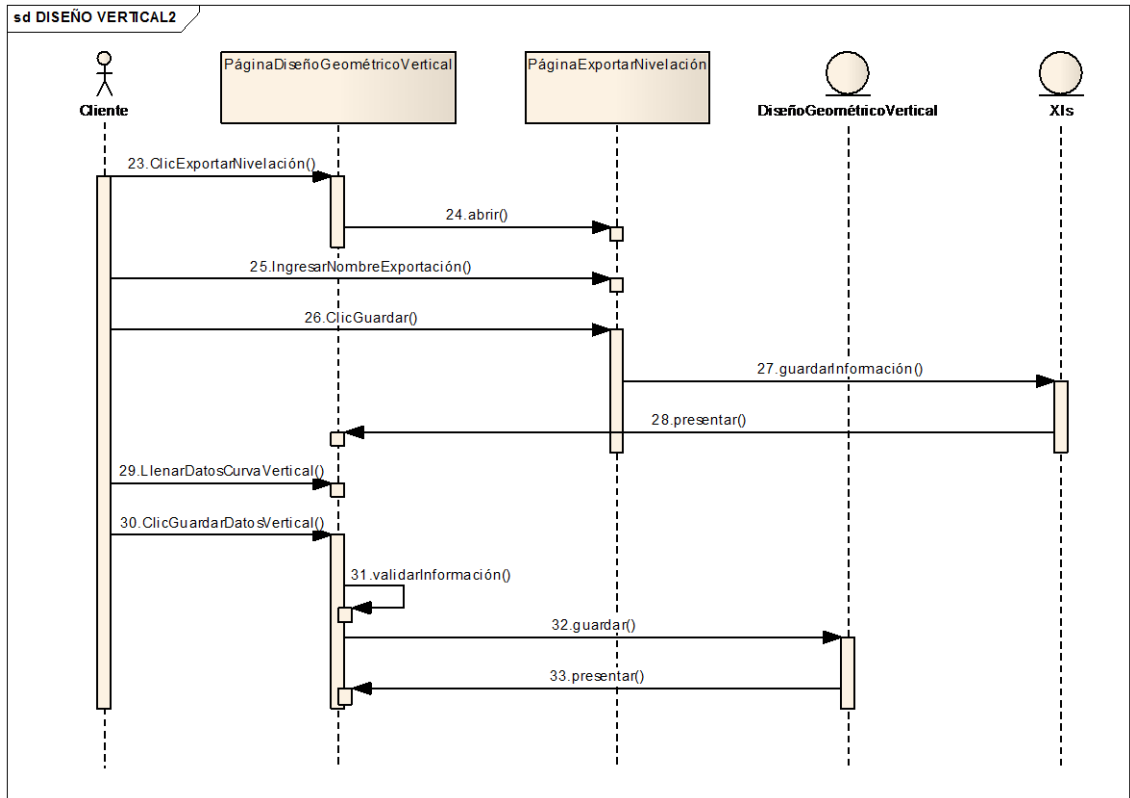 sd DISEÑO VERTICAL2
Cliente
PáginaDiseñoGeométricoVertical
PáginaExportarNivelación
DiseñoGeométricoVertical
Xls
23.ClicExportarNivelación()
24.abrir()
25.IngresarNombreExportación()
26.ClicGuardar()
27.guardarInformación()
28.presentar()
29.LlenarDatosCurvaVertical()
30.ClicGuardarDatosVertical()
31.validarInformación()
32.guardar()
33.presentar()